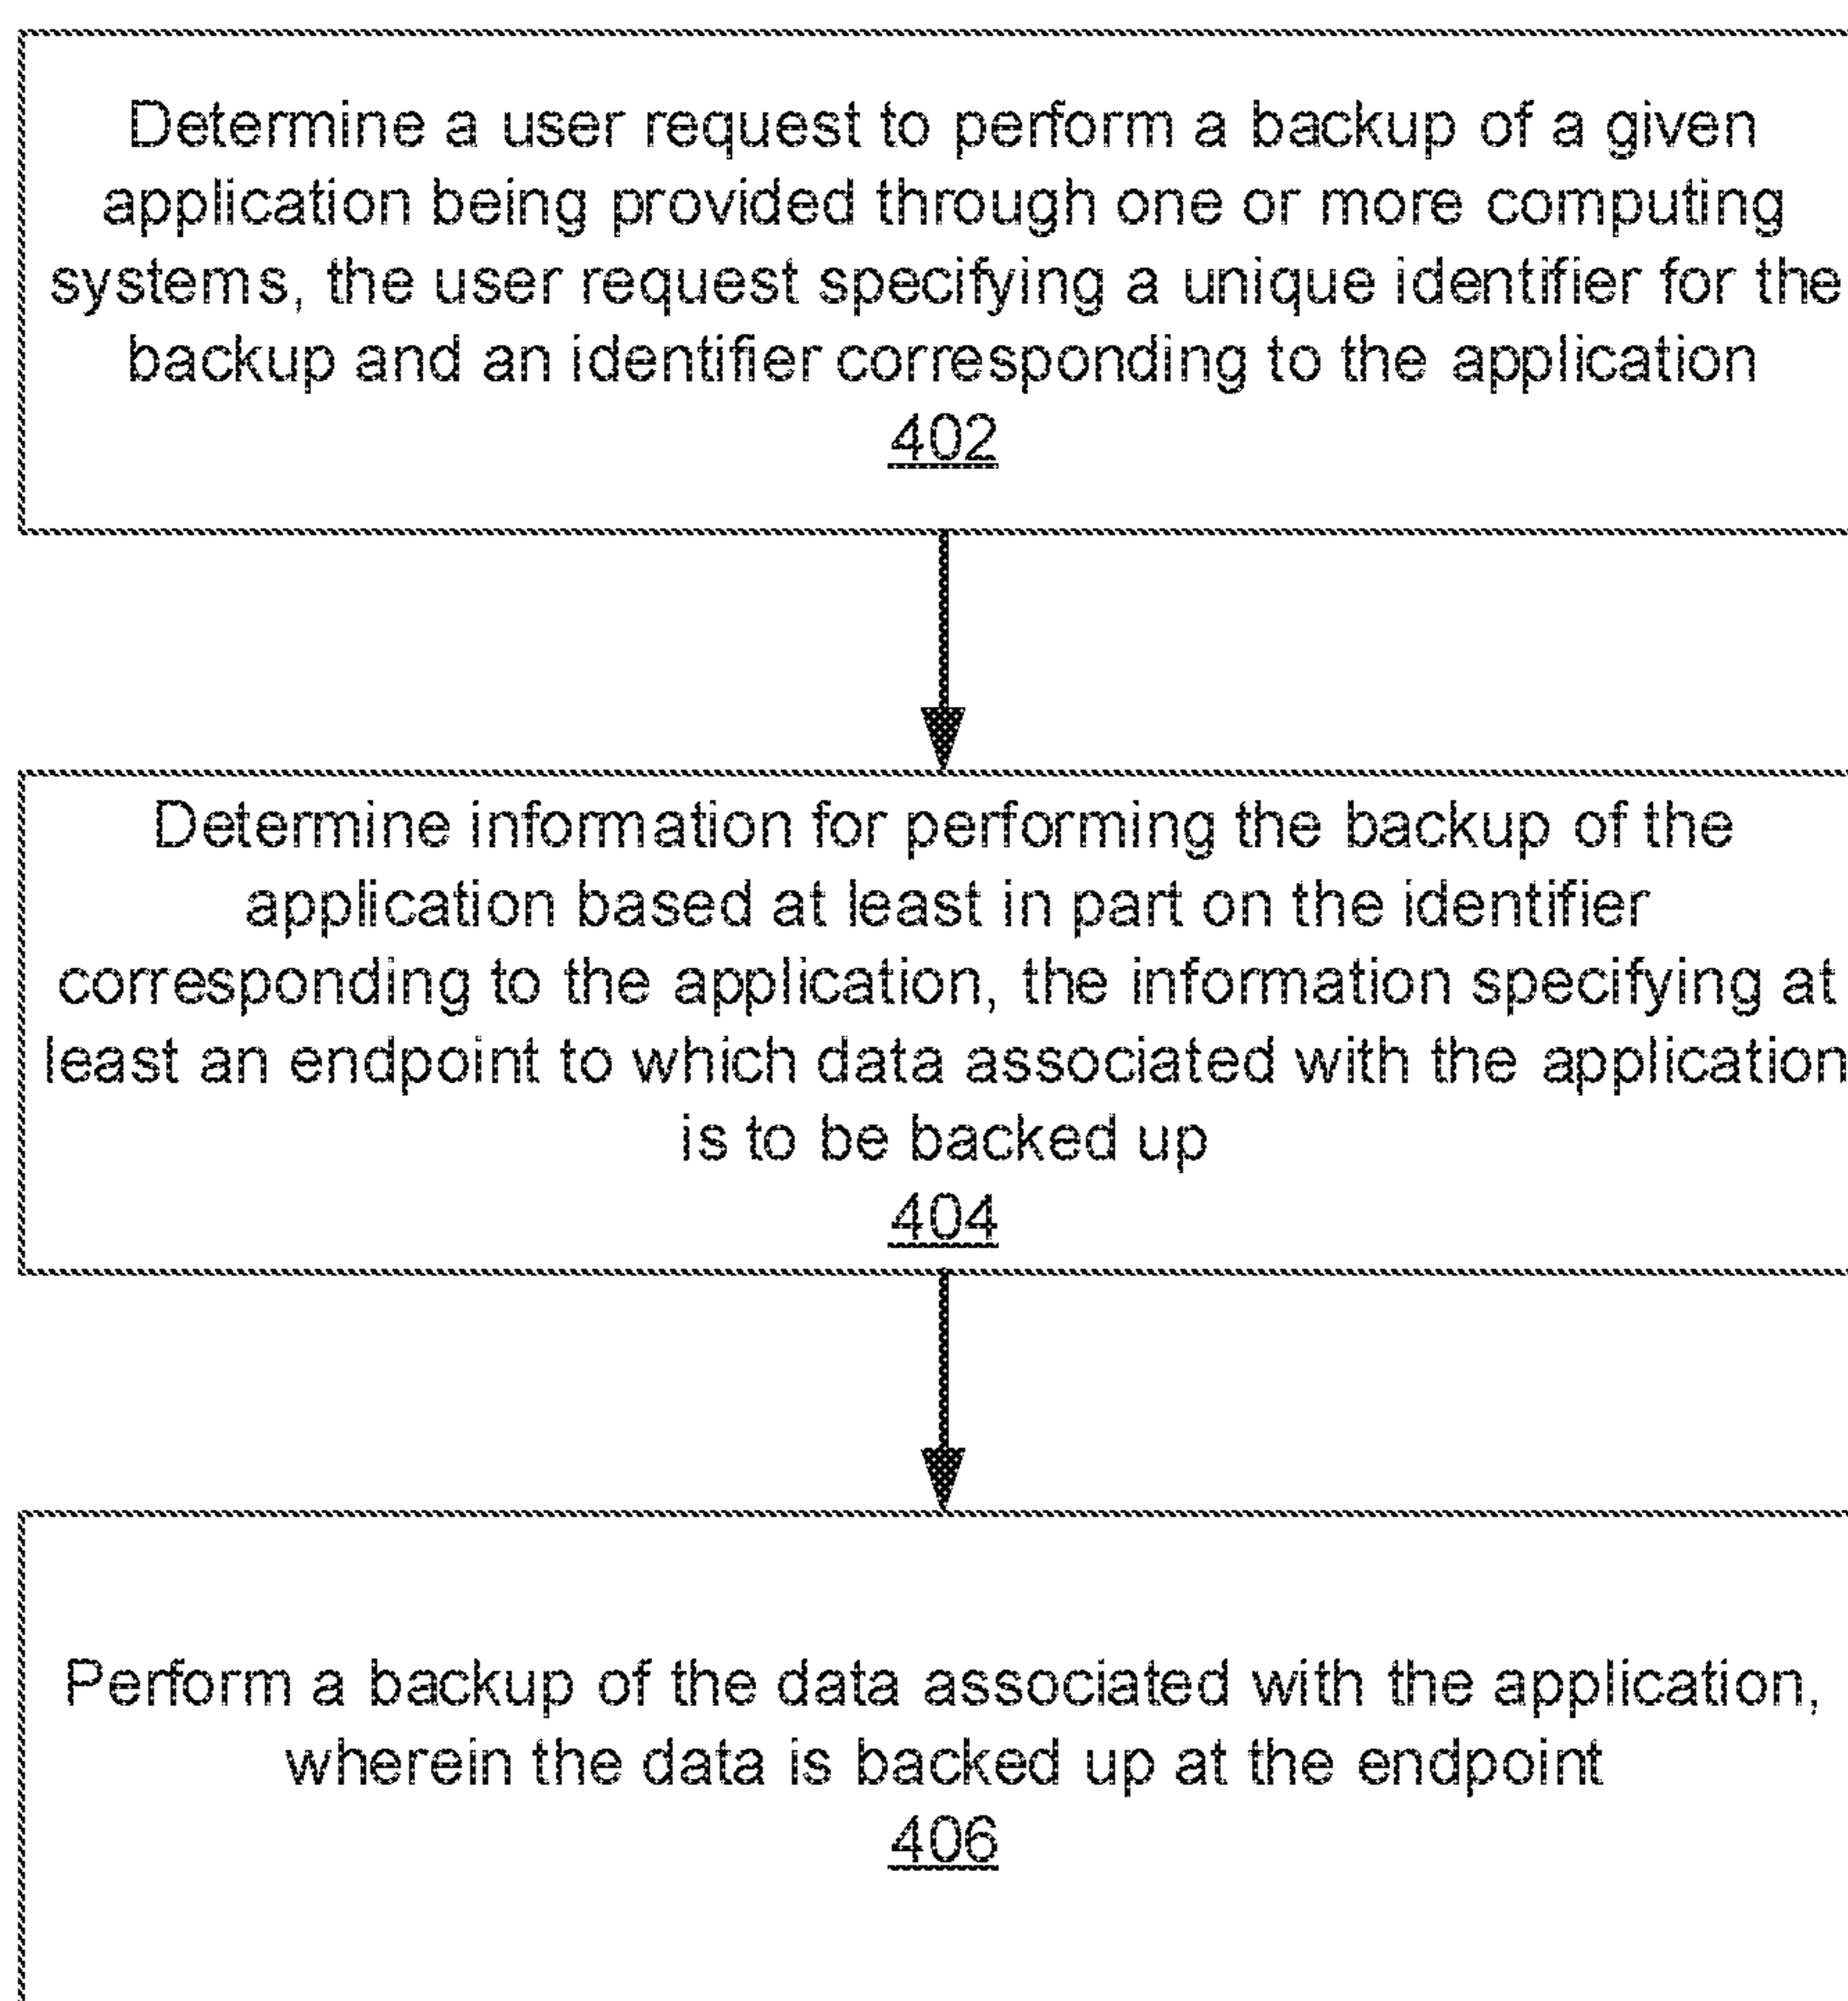 Determine a user request to perform a backup of a given
application being provided through one or more computing
systems, the user request specifying a unique identifier for the
backup and an identifier corresponding to the application
402
Determine information for performing the backup of the
application based at least in part on the identifier
corresponding to the application, the information specifying at
least an endpoint to which data associated with the application
is to be backed up
404
Perform a backup of the data associated with the application,
wherein the data is backed up at the endpoint
406